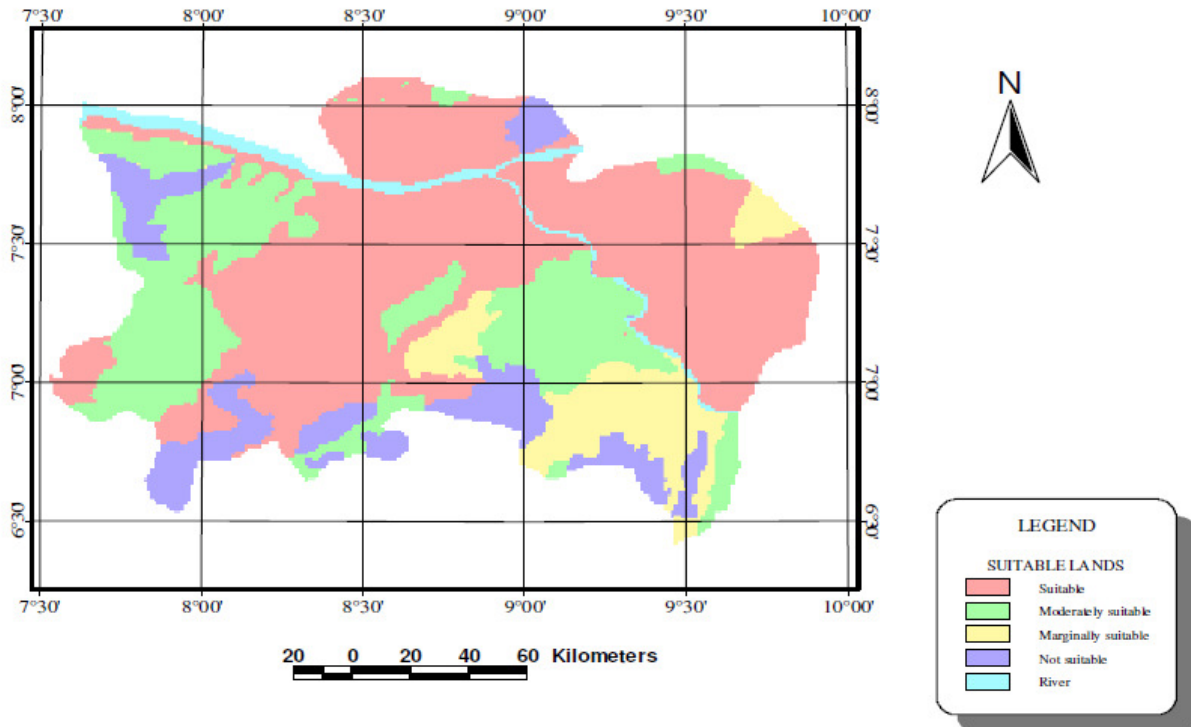 7°30' 8°00' 8°30' 9°00' 9°30' 10°00'
8°00' 8°00'
7°30' 7°30'
7°00' 7°00'
6°30' 6°30'
7°30' 8°00' 8°30' 9°00' 9°30' 10°00'
20 0 20 40 60 Kilometers
N
LEGEND
SUITABLE LANDS
Suitable
Moderately suitable
Marginally suitable
Not suitable
River